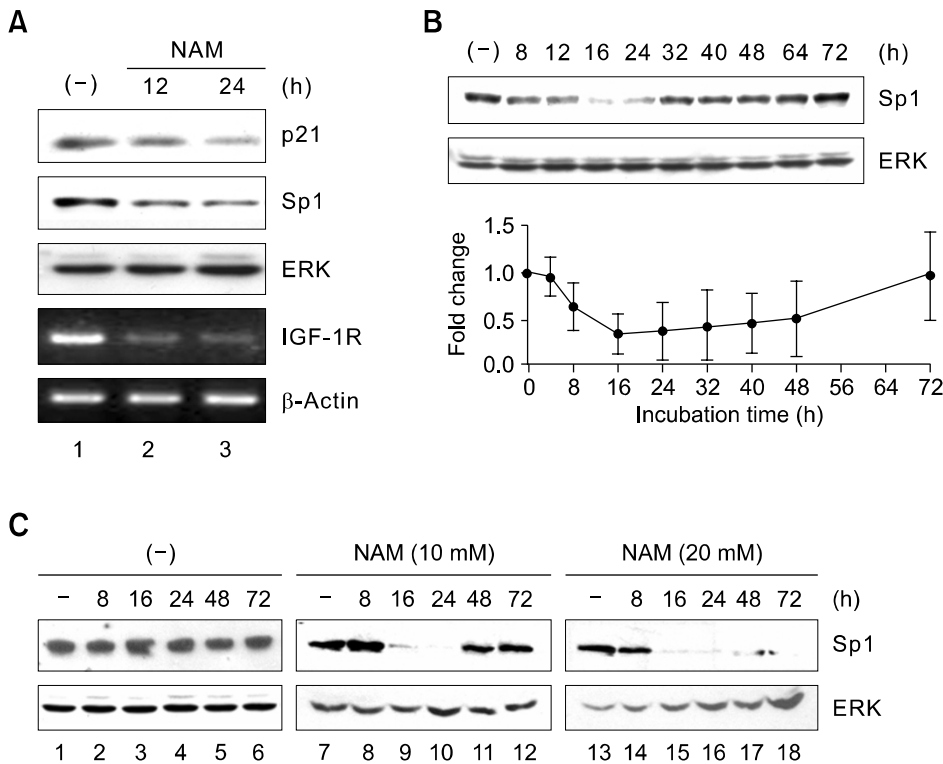 A
NAM
(−) 12 24 (h)
p21
Sp1
ERK
IGF-1R
β-Actin
1 2 3
B
(−) 8 12 16 24 32 40 48 64 72 (h)
Sp1
ERK
Fold change
1.5
1.0
0.5
0.0
0 8 16 24 32 40 48 56 64 72
Incubation time (h)
C
(−) NAM (10 mM) NAM (20 mM)
− 8 16 24 48 72 − 8 16 24 48 72 − 8 16 24 48 72 (h)
Sp1
ERK
1 2 3 4 5 6 7 8 9 10 11 12 13 14 15 16 17 18